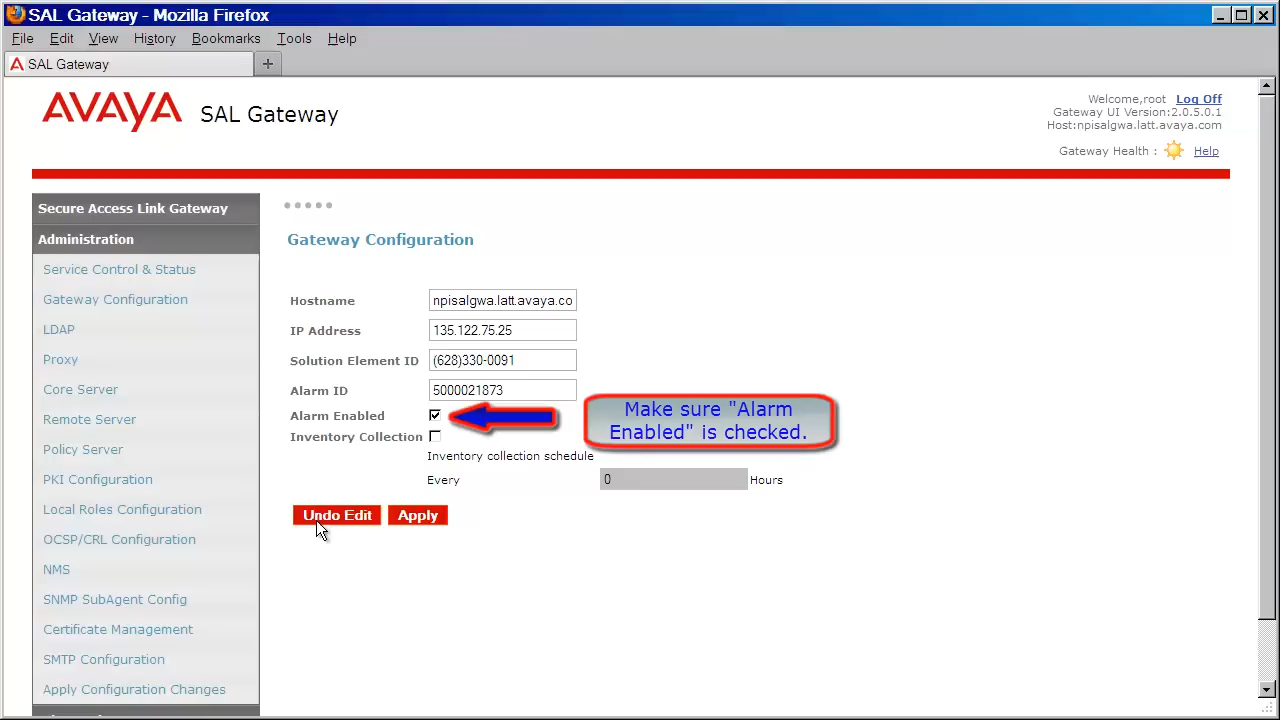 SAL Gateway - Mozilla Firefox
File Edit View History Bookmarks Tools Help
SAL Gateway
AVAYA SAL Gateway
Welcome,root Log Off
Gateway UI Version:2.0.5.0.1
Host:npisalgwa.latt.avaya.com
Gateway Health : Help
Secure Access Link Gateway
Administration
Service Control & Status
Gateway Configuration
LDAP
Proxy
Core Server
Remote Server
Policy Server
PKI Configuration
Local Roles Configuration
OCSP/CRL Configuration
NMS
SNMP SubAgent Config
Certificate Management
SMTP Configuration
Apply Configuration Changes
Gateway Configuration
Hostname npisalgwa.latt.avaya.co
IP Address 135.122.75.25
Solution Element ID (628)330-0091
Alarm ID 5000021873
Alarm Enabled
Make sure "Alarm
Enabled" is checked.
Inventory Collection
Inventory collection schedule
Every 0 Hours
Undo Edit Apply